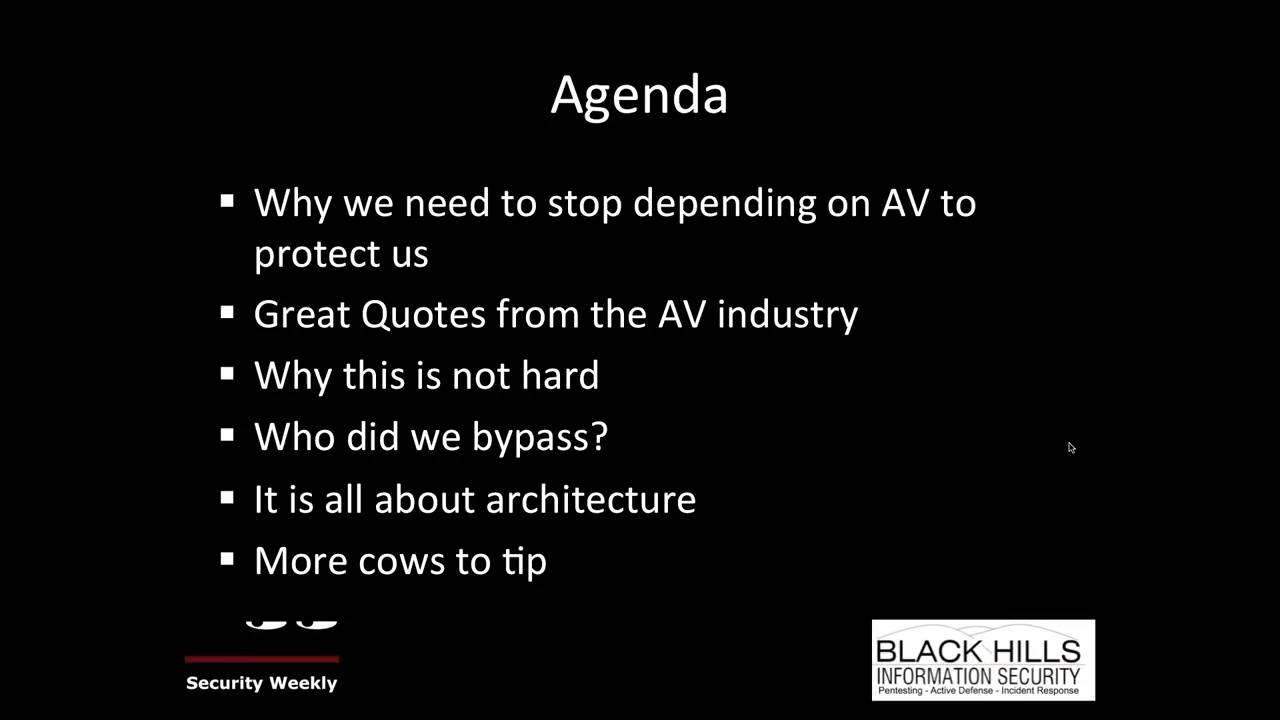 Agenda
▪ Why we need to stop depending on AV to
protect us
▪ Great Quotes from the AV industry
▪ Why this is not hard
▪ Who did we bypass?
▪ It is all about architecture
▪ More cows to tip
Security Weekly
BLACK HILLS
INFORMATION SECURITY
Pentesting - Active Defense - Incident Response